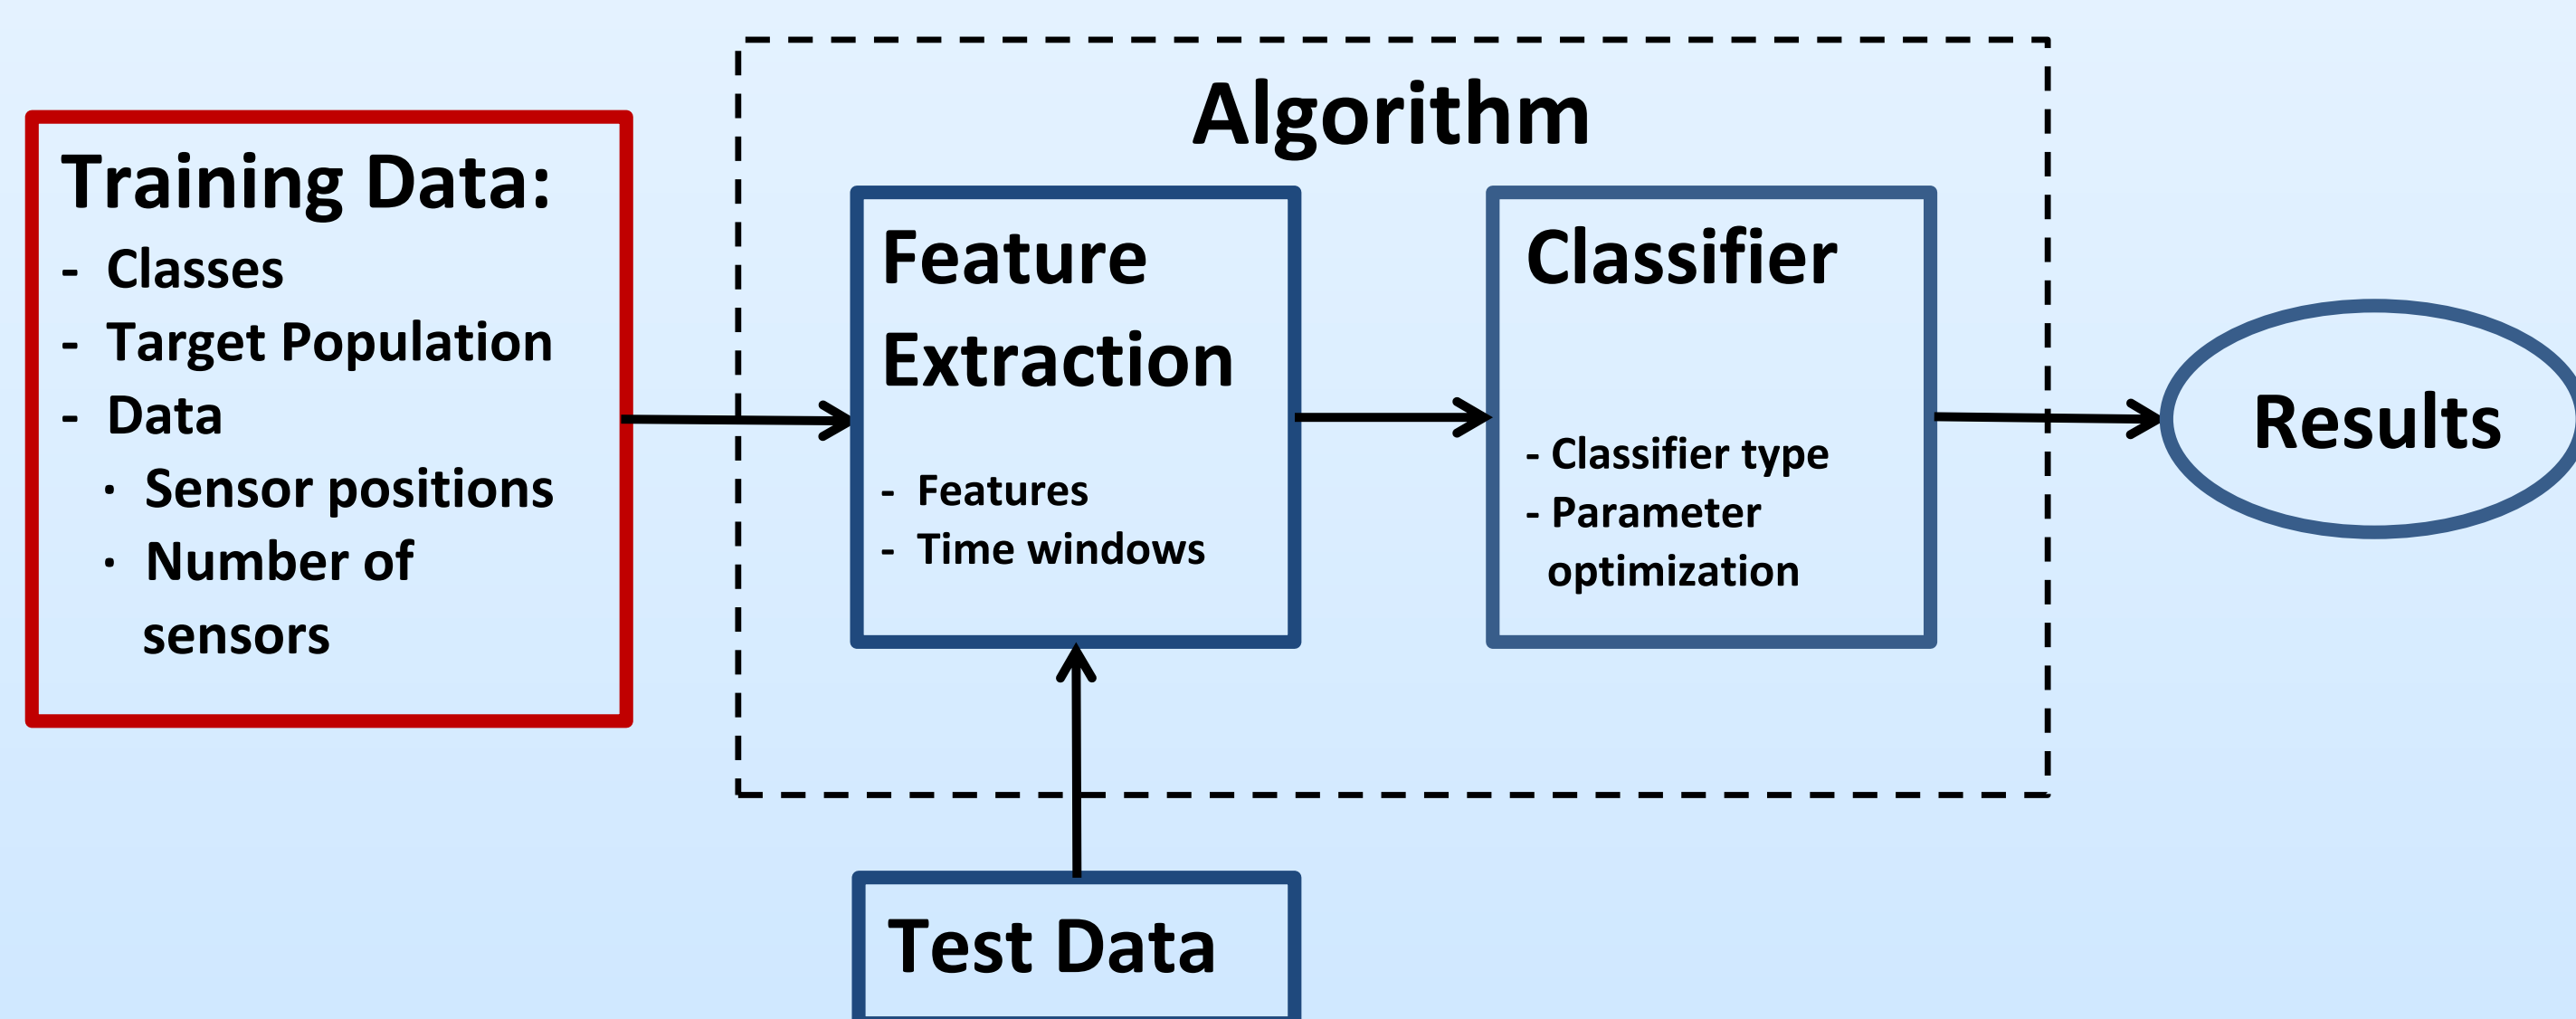 Algorithm
Training Data:
- Classes
- Target Population
- Data
· Sensor positions
· Number of
sensors
Feature
Extraction
- Features
- Time windows
Classifier
- Classifier type
- Parameter
optimization
Results
Test Data